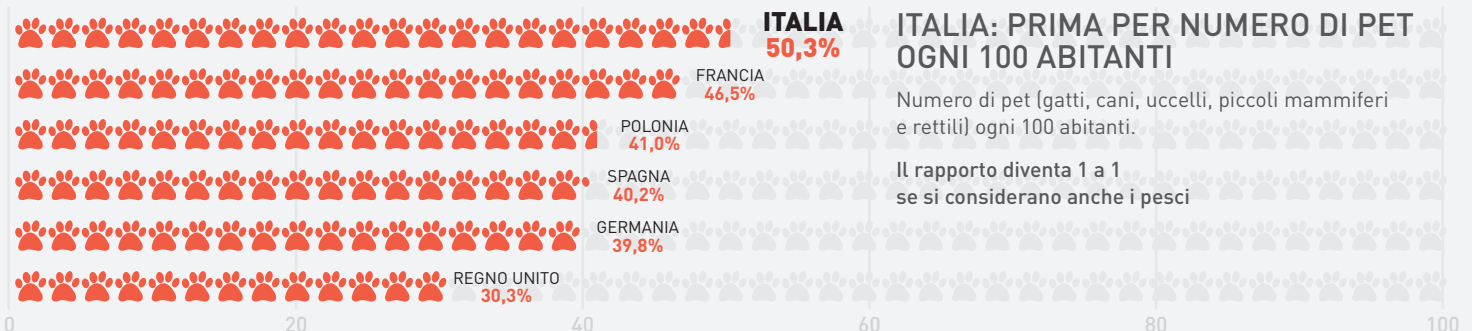 ITALIA
50,3%
FRANCIA
46,5%
POLONIA
41,0%
SPAGNA
40,2%
GERMANIA
39,8%
REGNO UNITO
30,3%
0 20 40 60 80 100
ITALIA: PRIMA PER NUMERO DI PET
OGNI 100 ABITANTI
Numero di pet (gatti, cani, uccelli, piccoli mammiferi
e rettili) ogni 100 abitanti.
Il rapporto diventa 1 a 1
se si considerano anche i pesci